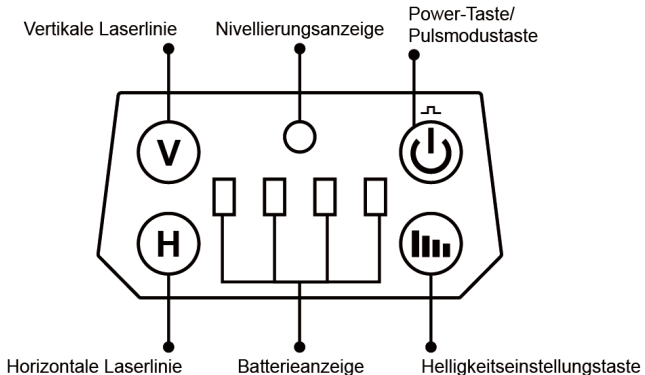 Vertikale Laserlinie
Nivellierungsanzeige
Power-Taste/
Pulsmodustaste
V
H
Horizontale Laserlinie
Batterieanzeige
Helligkeitseinstellungstaste